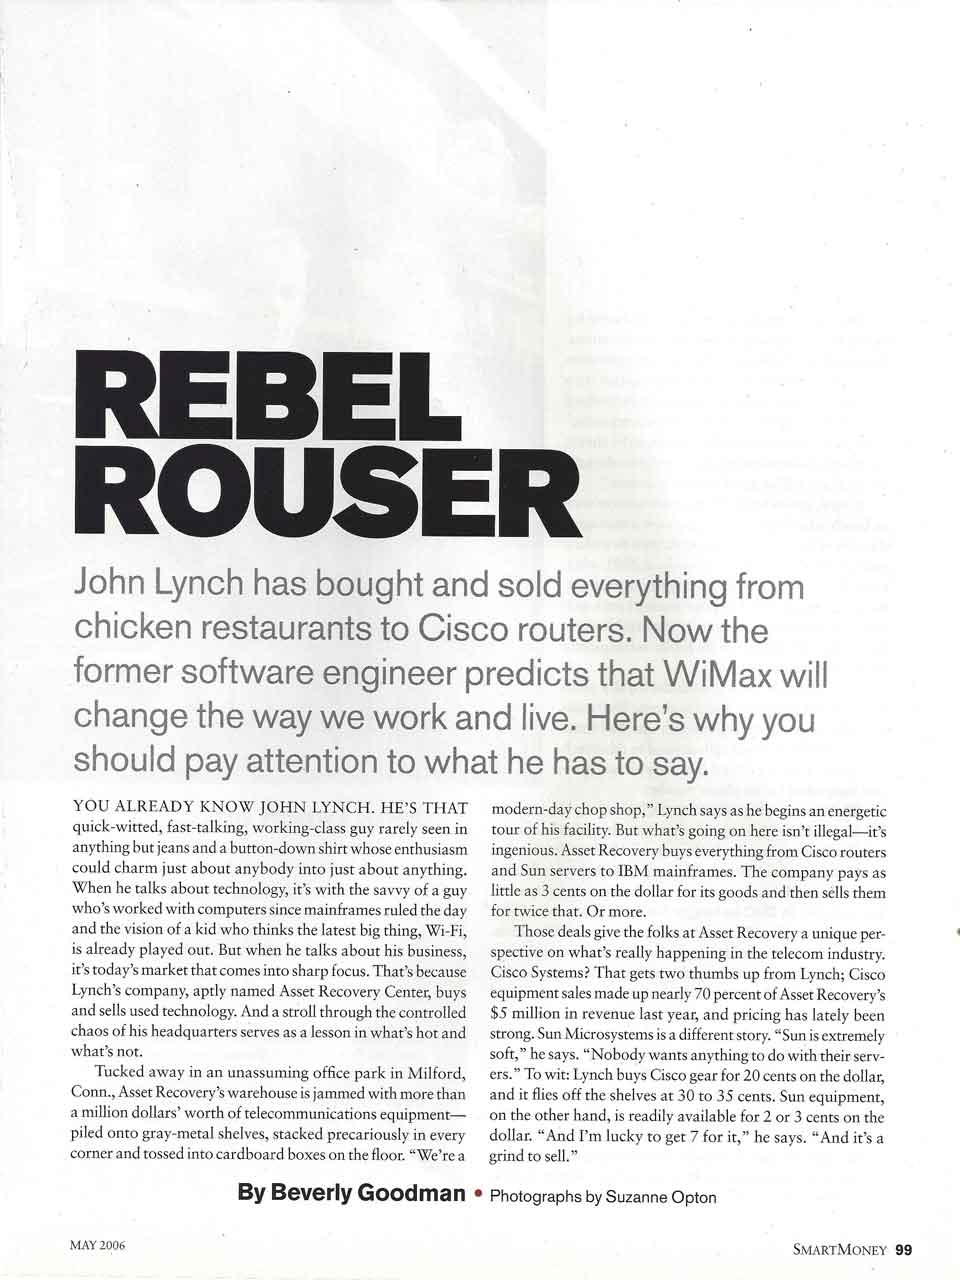 REBEL
ROUSER
John Lynch has bought and sold everything from
chicken restaurants to Cisco routers. Now the
former software engineer predicts that WiMax will
change the way we work and live. Here's why you
should pay attention to what he has to say.
YOU ALREADY KNOW JOHN LYNCH. HE'S THAT
quick-witted, fast-talking, working-class guy rarely seen in
anything but jeans and a button-down shirt whose enthusiasm
could charm just about anybody into just about anything.
When he talks about technology, it's with the savvy of a guy
who's worked with computers since mainframes ruled the day
and the vision of a kid who thinks the latest big thing, Wi-Fi,
is already played out. But when he talks about his business,
it's today's market that comes into sharp focus. That's because
Lynch's company, aptly named Asset Recovery Center, buys
and sells used technology. And a stroll through the controlled
chaos of his headquarters serves as a lesson in what's hot and
what's not.
Tucked away in an unassuming office park in Milford,
Conn., Asset Recovery's warehouse is jammed with more than
a million dollars' worth of telecommunications equipment—
piled onto gray-metal shelves, stacked precariously in every
corner and tossed into cardboard boxes on the floor. "We're a
modern-day chop shop," Lynch says as he begins an energetic
tour of his facility. But what's going on here isn't illegal—it's
ingenious. Asset Recovery buys everything from Cisco routers
and Sun servers to IBM mainframes. The company pays as
little as 3 cents on the dollar for its goods and then sells them
for twice that. Or more.
Those deals give the folks at Asset Recovery a unique per-
spective on what's really happening in the telecom industry.
Cisco Systems? That gets two thumbs up from Lynch; Cisco
equipment sales made up nearly 70 percent of Asset Recovery's
$5 million in revenue last year, and pricing has lately been
strong. Sun Microsystems is a different story. "Sun is extremely
soft," he says. "Nobody wants anything to do with their serv-
ers." To wit: Lynch buys Cisco gear for 20 cents on the dollar,
and it flies off the shelves at 30 to 35 cents. Sun equipment,
on the other hand, is readily available for 2 or 3 cents on the
dollar. "And I'm lucky to get 7 for it," he says. "And it's a
grind to sell."
By Beverly Goodman • Photographs by Suzanne Opton
MAY 2006
SMARTMONEY 99